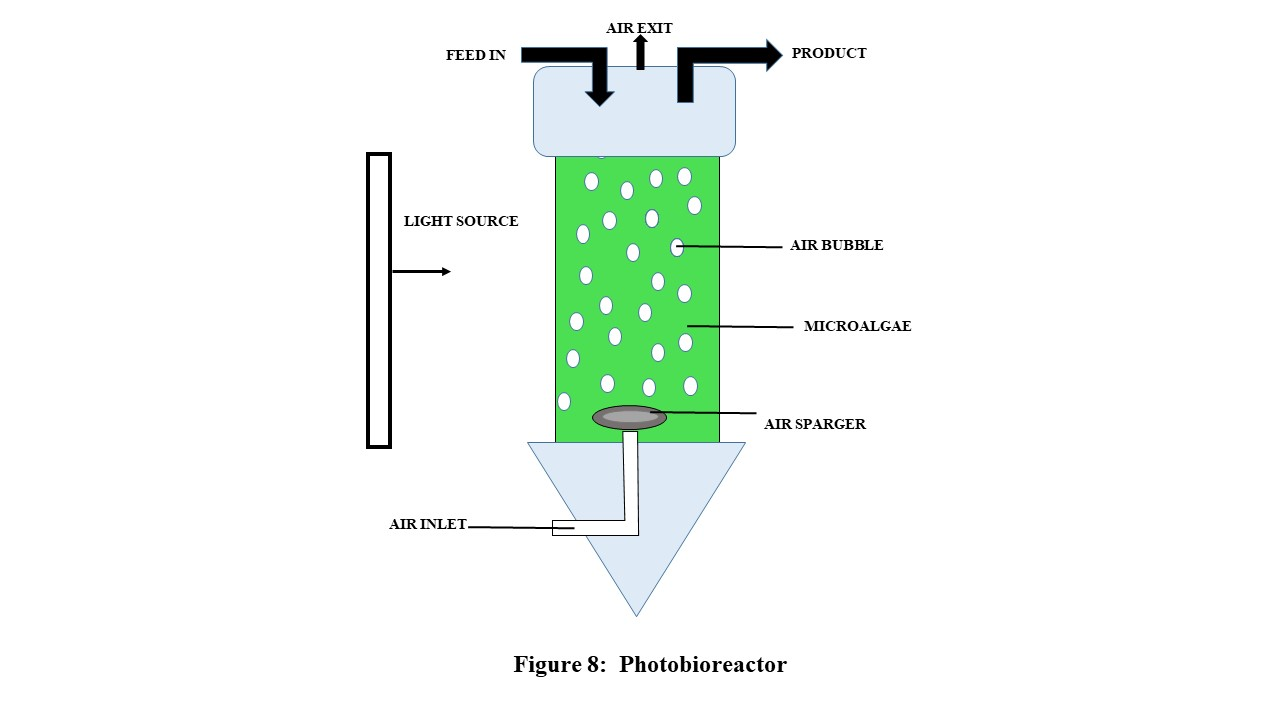 AIR EXIT
FEED IN
PRODUCT
LIGHT SOURCE
AIR BUBBLE
MICROALGAE
AIR SPARGER
AIR INLET
Figure 8: Photobioreactor